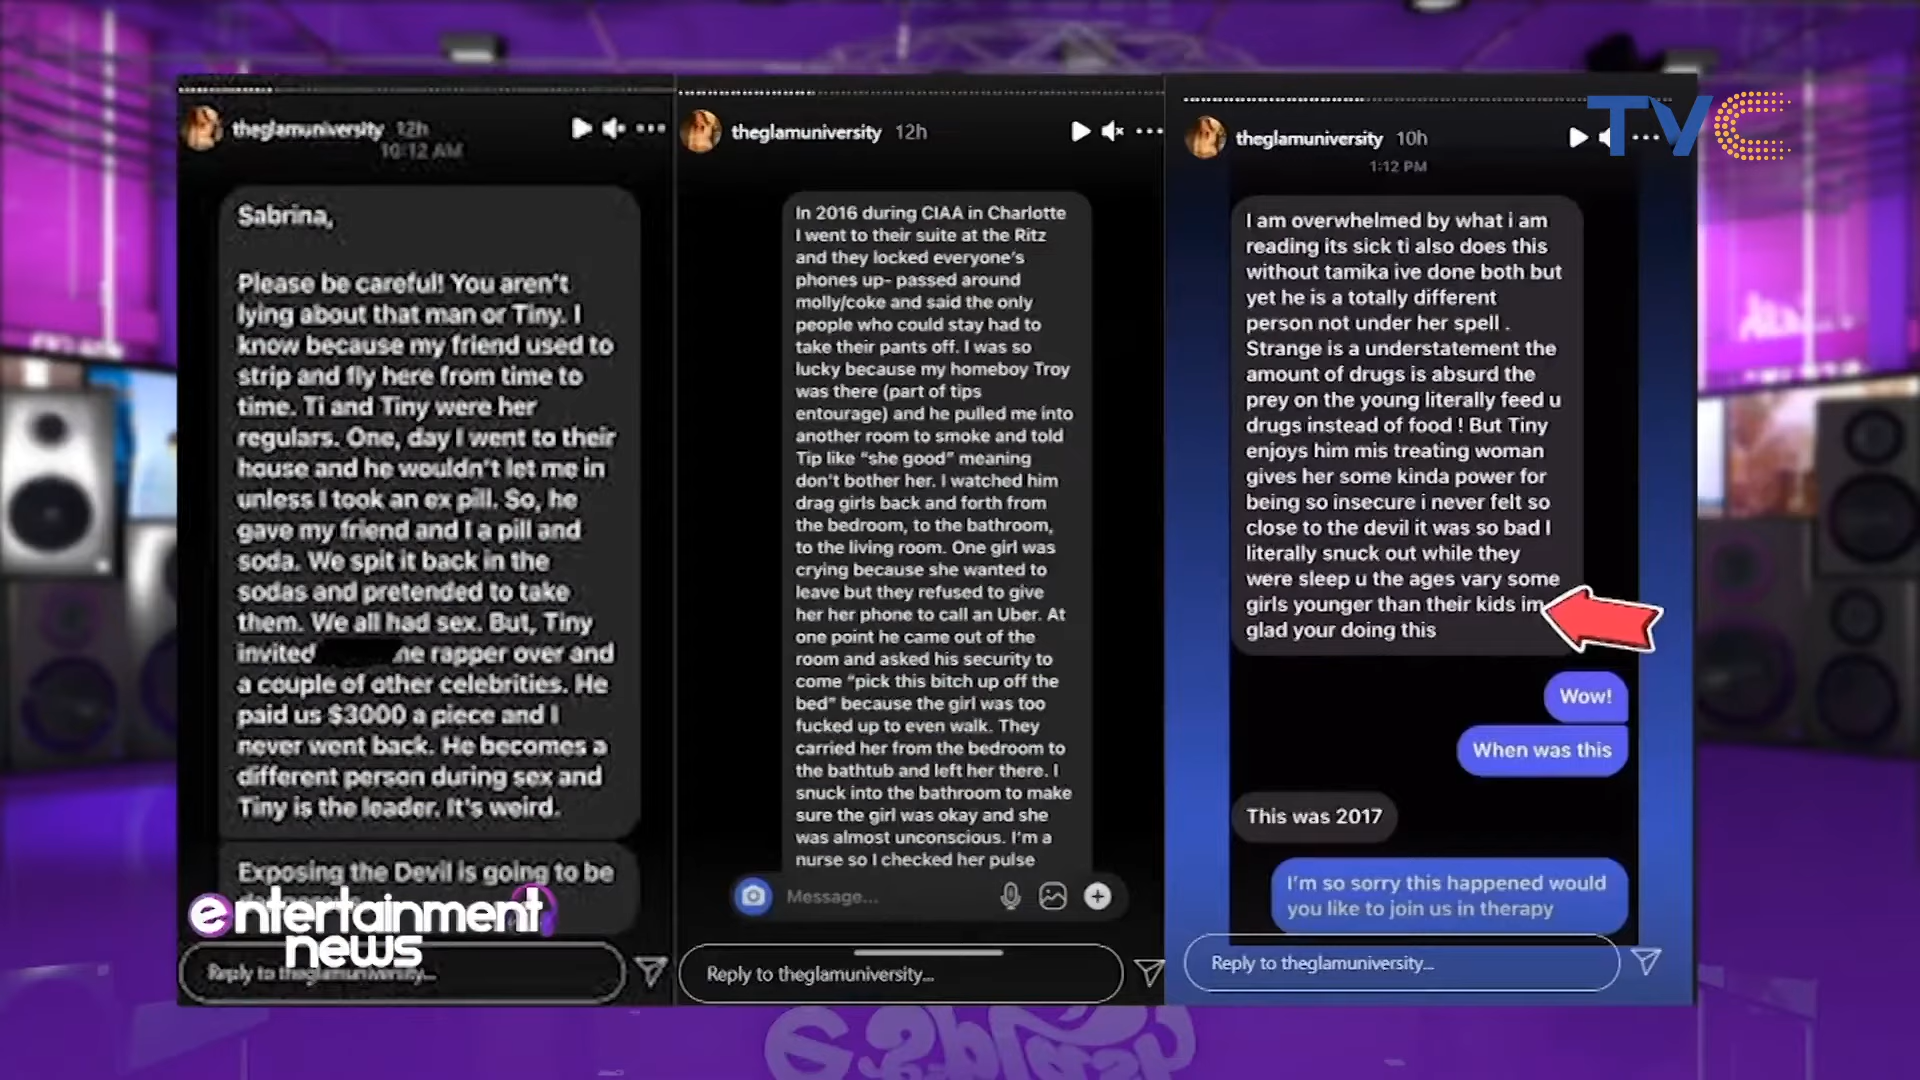 theglamuniversity 12h
10:12 AM
Sabrina,
Please be careful! You aren't
lying about that man or Tiny. I
know because my friend used to
strip and fly here from time to
time. Ti and Tiny were her
regulars. One, day I went to their
house and he wouldn't let me in
unless I took an ex pill. So, he
gave my friend and I a pill and
soda. We spit it back in the
sodas and pretended to take
them. We all had sex. But, Tiny
invited rapper over and
a couple of other celebrities. He
paid us $3000 a piece and I
never went back. He becomes a
different person during sex and
Tiny is the leader. It's weird.
Exposing the Devil is going to be
entertainment
news
Reply to theglamuniversity...
theglamuniversity 12h
In 2016 during CIAA in Charlotte
I went to their suite at the Ritz
and they locked everyone's
phones up- passed around
molly/coke and said the only
people who could stay had to
take their pants off. I was so
lucky because my homeboy Troy
was there (part of tips
entourage) and he pulled me into
another room to smoke and told
Tip like "she good" meaning
don't bother her. I watched him
drag girls back and forth from
the bedroom, to the bathroom,
to the living room. One girl was
crying because she wanted to
leave but they refused to give
her her phone to call an Uber. At
one point he came out of the
room and asked his security to
come "pick this bitch up off the
bed" because the girl was too
fucked up to even walk. They
carried her from the bedroom to
the bathtub and left her there. I
snuck into the bathroom to make
sure the girl was okay and she
was almost unconscious. I'm a
nurse so I checked her pulse
Message...
Reply to theglamuniversity...
TVC
theglamuniversity 10h
1:12 PM
I am overwhelmed by what i am
reading its sick ti also does this
without tamika ive done both but
yet he is a totally different
person not under her spell .
Strange is a understatement the
amount of drugs is absurd the
prey on the young literally feed u
drugs instead of food ! But Tiny
enjoys him mis treating woman
gives her some kinda power for
being so insecure i never felt so
close to the devil it was so bad I
literally snuck out while they
were sleep u the ages vary some
girls younger than their kids im
glad your doing this
Wow!
When was this
This was 2017
I'm so sorry this happened would
you like to join us in therapy
Reply to theglamuniversity...